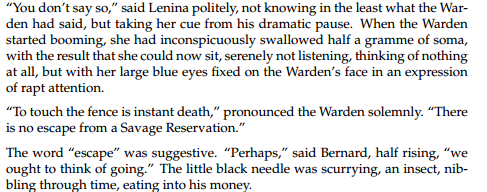 “You don’t say so,” said Lenina politely, not knowing in the least what the War-
den had said, but taking her cue from his dramatic pause. When the Warden
started booming, she had inconspicuously swallowed half a gramme of soma,
with the result that she could now sit, serenely not listening, thinking of nothing
at all, but with her large blue eyes fixed on the Warden’s face in an expression
of rapt attention.
“To touch the fence is instant death,” pronounced the Warden solemnly. “There
is no escape from a Savage Reservation.”
The word “escape” was suggestive. “Perhaps,” said Bernard, half rising, “we
ought to think of going.” The little black needle was scurrying, an insect, nib-
bling through time, eating into his money.